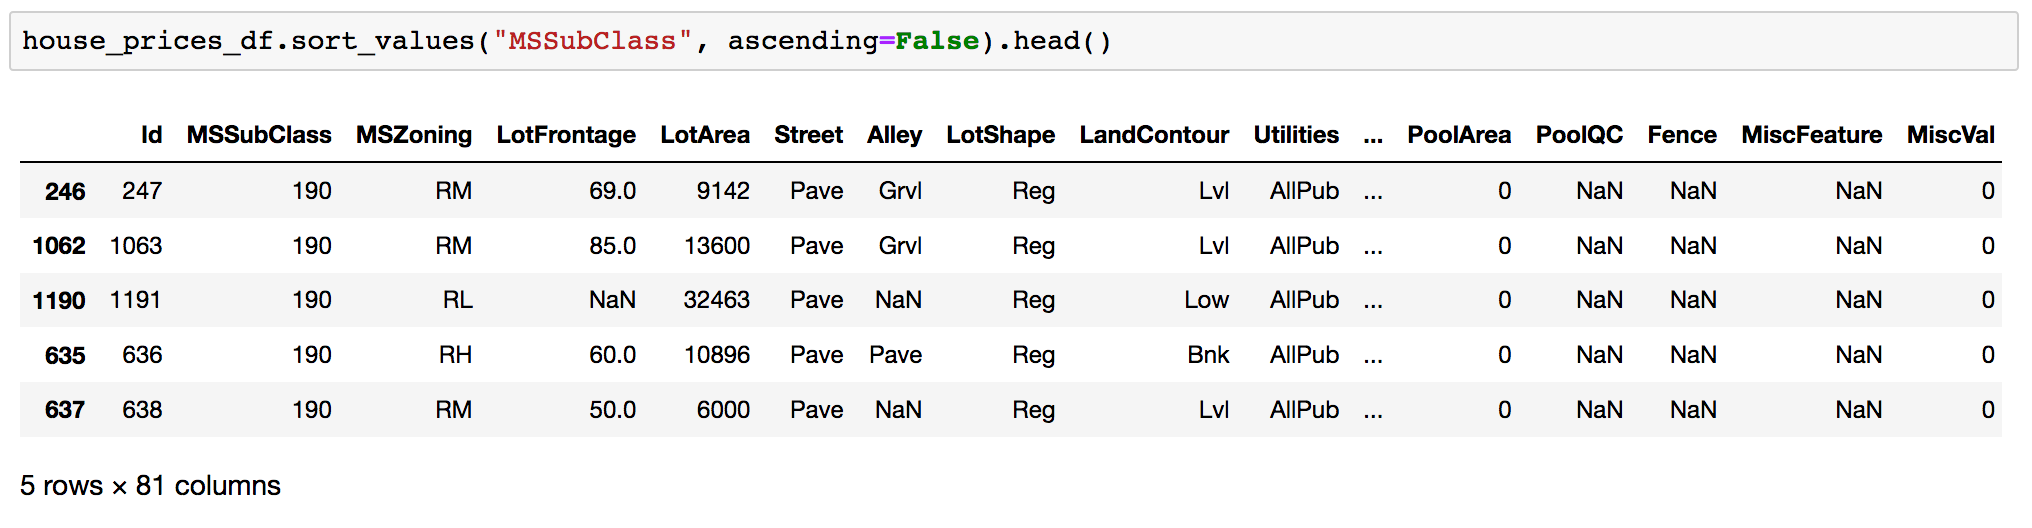 house_prices_df.sort_values("MSSubClass", ascending=False).head()
Id MSSubClass MSZoning LotFrontage LotArea Street Alley LotShape LandContour Utilities ... PoolArea PoolQC Fence MiscFeature MiscVal
246 247 190 RM 69.0 9142 Pave Grvl Reg Lvl AllPub ... 0 NaN NaN NaN 0
1062 1063 190 RM 85.0 13600 Pave Grvl Reg Lvl AllPub ... 0 NaN NaN NaN 0
1190 1191 190 RL NaN 32463 Pave NaN Reg Low AllPub ... 0 NaN NaN NaN 0
635 636 190 RH 60.0 10896 Pave Pave Reg Bnk AllPub ... 0 NaN NaN NaN 0
637 638 190 RM 50.0 6000 Pave NaN Reg Lvl AllPub ... 0 NaN NaN NaN 0
5 rows × 81 columns